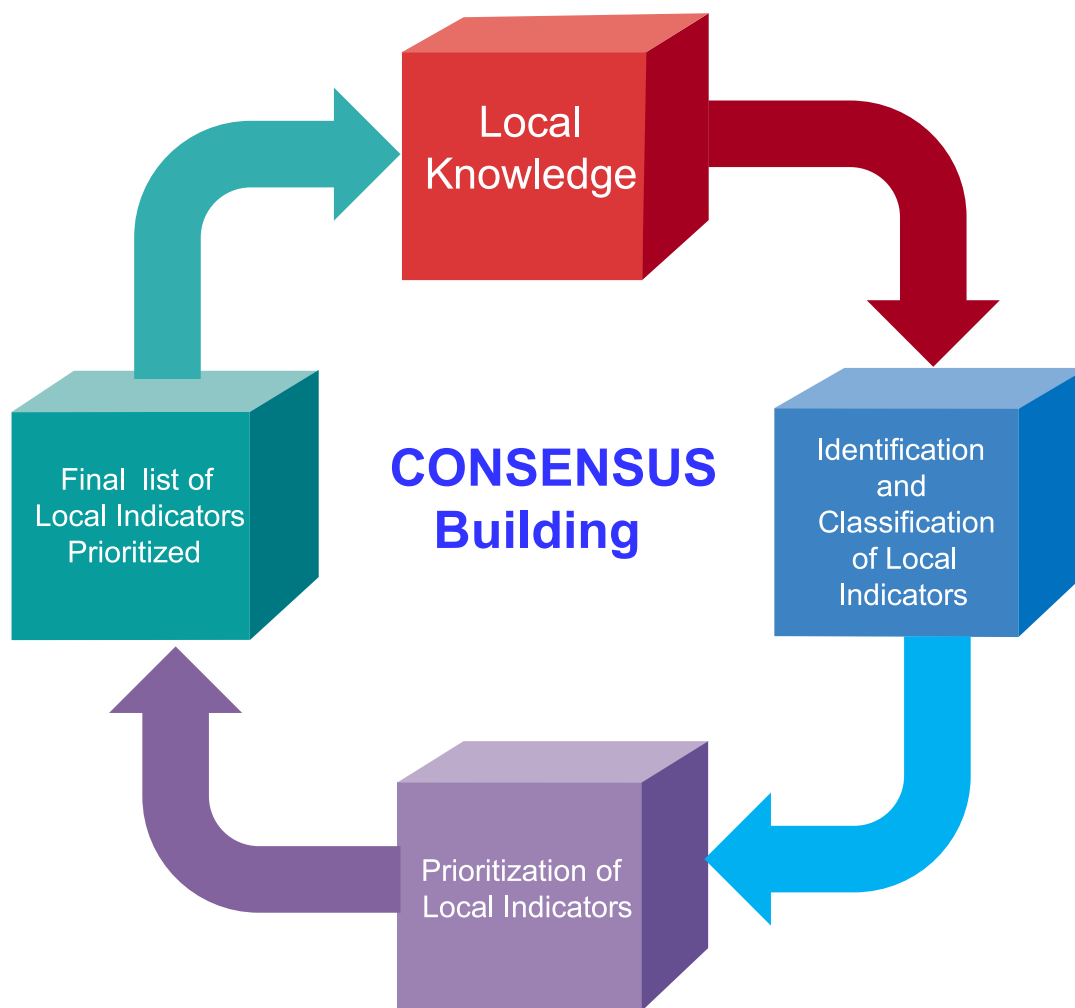 Local
Knowledge
Identification
and
Classification
of Local
Indicators
Prioritization of
Local Indicators
Final list of
Local Indicators
Prioritized
CONSENSUS
Building